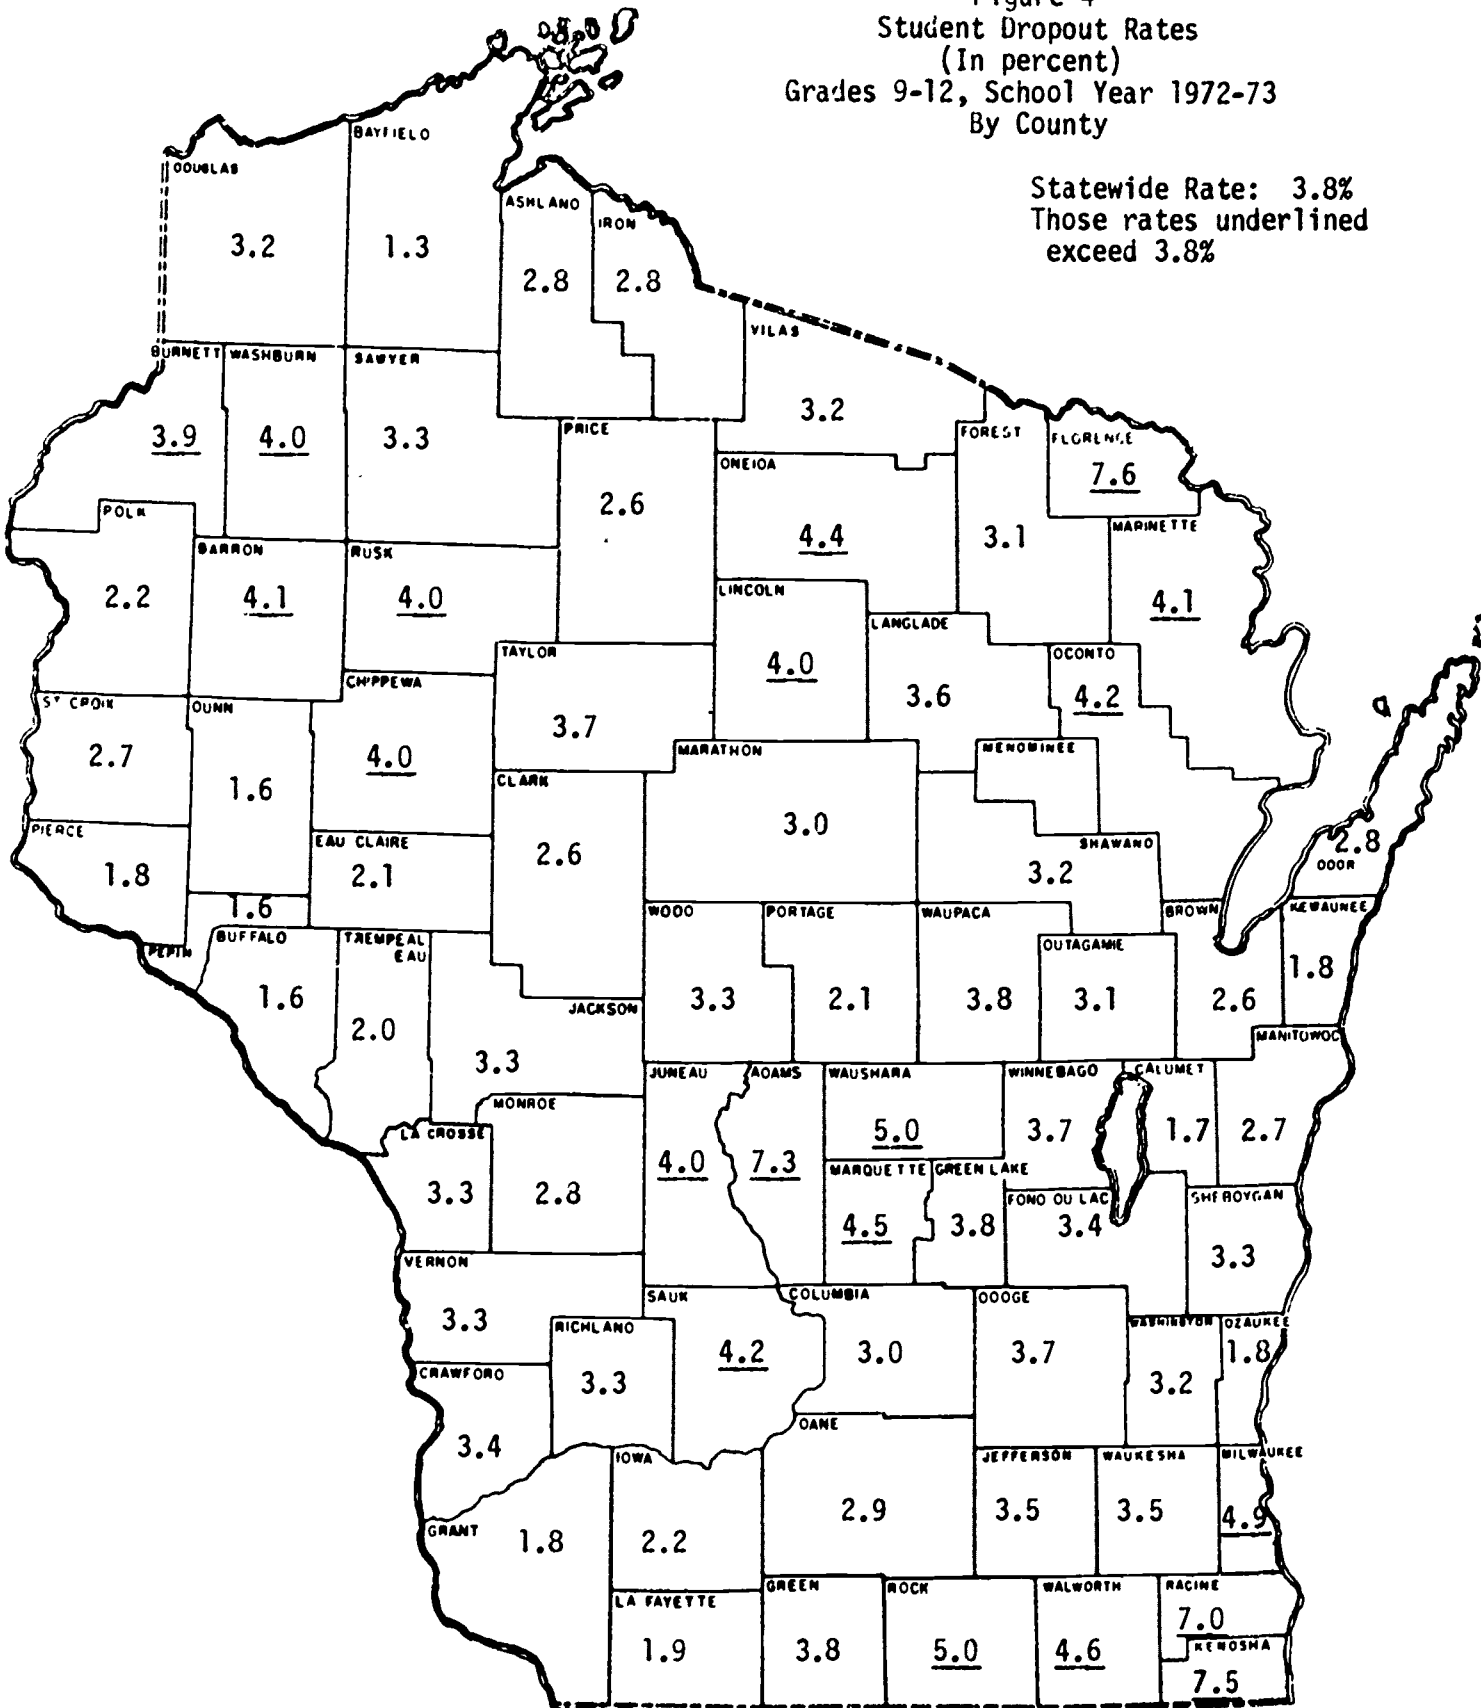 Figure 4
Student Dropout Rates
(In percent)
Grades 9-12, School Year 1972-73
By County
Statewide Rate: 3.8%
Those rates underlined
exceed 3.8%
BAYFIELD
1.3
DOUGLAS
3.2
ASHLAND
2.8
IRON
2.8
VILAS
3.2
BURNETT
3.9
WASHBURN
4.0
SAWYER
3.3
PRICE
2.6
ONEIDA
4.4
FOREST
3.1
FLORENCE
7.6
MARINETTE
4.1
POLK
2.2
BARRON
4.1
RUSK
4.0
LINCOLN
4.0
LANGLADE
3.6
TAYLOR
3.7
OCONTO
4.2
ST CROIX
2.7
DUNN
1.6
CHIPPEWA
4.0
MARATHON
3.0
MENOMINEE
CLARK
2.6
PIERCE
1.8
EAU CLAIRE
2.1
SHAWANO
3.2
DOOR
2.8
1.6
PEPIN
BUFFALO
1.6
TREMPEAL
EAU
2.0
JACKSON
3.3
WOOD
3.3
PORTAGE
2.1
WAUPACA
3.8
OUTAGAMIE
3.1
BROWN
2.6
KEWAUNEE
1.8
MANITOWOC
2.7
JUNEAU
4.0
ADAMS
7.3
WAUSHARA
5.0
WINNEBAGO
3.7
CALUMET
1.7
MONROE
2.8
LA CROSSE
3.3
MARQUETTE
4.5
GREEN LAKE
3.8
FOND DU LAC
3.4
SHEBOYGAN
3.3
VERNON
3.3
SAUK
4.2
COLUMBIA
3.0
DODGE
3.7
RICHLAND
3.3
WASHINGTON
3.2
OZAUKEE
1.8
CRAWFORD
3.4
DANE
2.9
IOWA
2.2
JEFFERSON
3.5
WAUKESHA
3.5
MILWAUKEE
4.9
GRANT
1.8
LA FAYETTE
1.9
GREEN
3.8
ROCK
5.0
WALWORTH
4.6
RACINE
7.0
KENOSHA
7.5